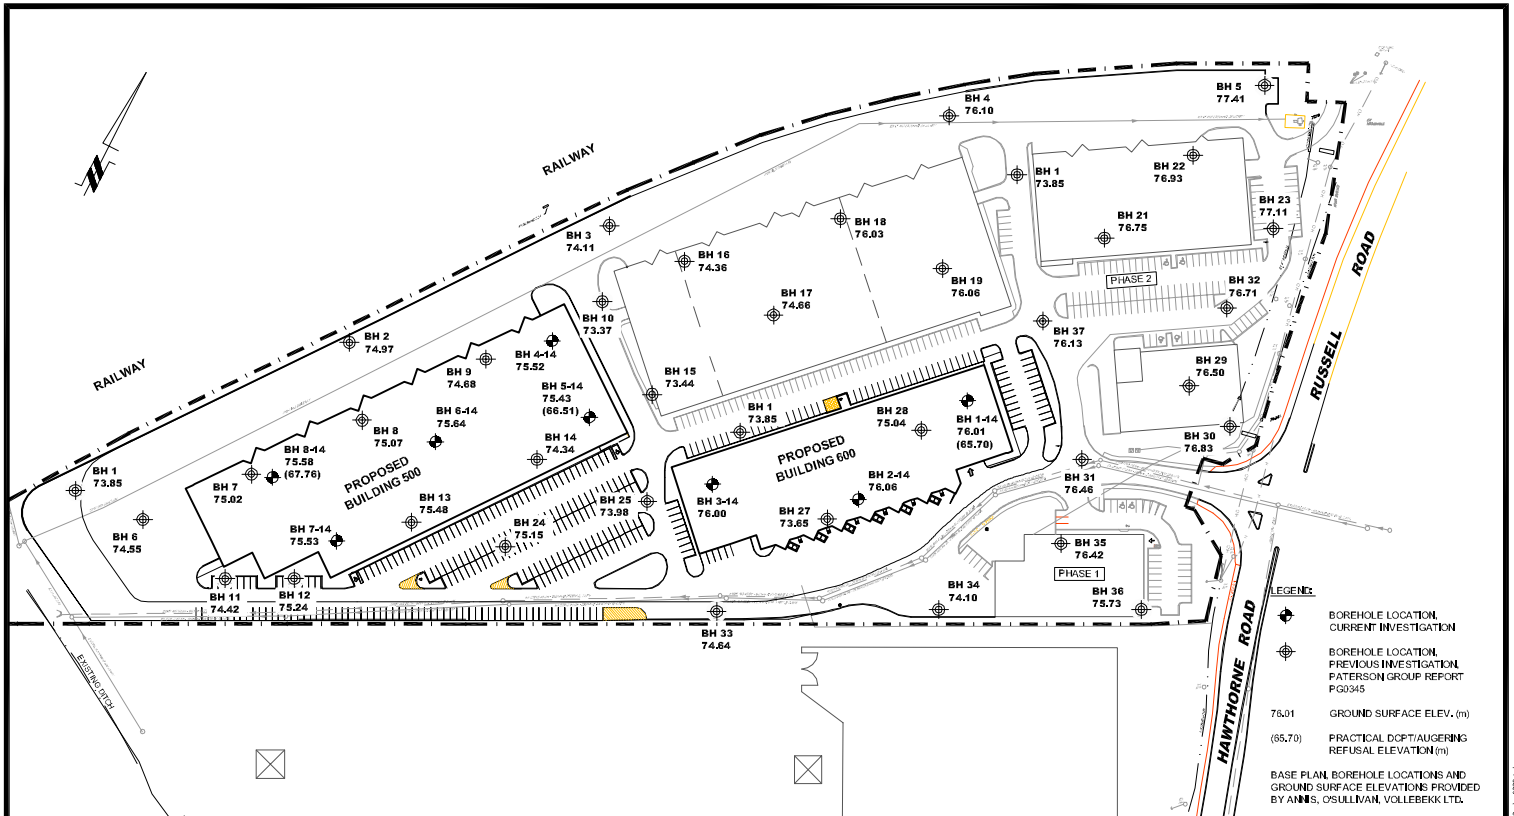 BH 5
77.41
BH 4
76.10
RAILWAY
BH 1
73.85
BH 22
76.93
BH 23
77.11
BH 3
74.11
BH 18
76.03
BH 21
76.75
BH 16
74.36
BH 19
76.06
PHASE 2
BH 32
76.71
BH 17
74.66
BH 10
73.37
BH 37
76.13
ROAD
RUSSELL
BH 2
74.97
RAILWAY
BH 9
74.68
BH 4-14
75.52
BH 29
76.50
BH 15
73.44
BH 5-14
75.43
(66.51)
BH 6-14
75.64
BH 8
75.07
BH 1
73.85
BH 28
75.04
BH 1-14
76.01
(65.70)
BH 30
76.83
BH 14
74.34
BH 8-14
75.58
(67.76)
PROPOSED
BUILDING 500
PROPOSED
BUILDING 600
BH 1
73.85
BH 7
75.02
BH 2-14
76.06
BH 31
76.46
BH 3-14
76.00
BH 13
75.48
BH 25
73.98
BH 24
75.15
BH 27
73.65
BH 7-14
75.53
BH 6
74.55
BH 35
76.42
PHASE 1
BH 34
74.10
BH 36
75.73
BH 11
74.42
BH 12
75.24
BH 33
74.64
EXISTING DITCH
HAWTHORNE ROAD
LEGEND:
BOREHOLE LOCATION,
CURRENT INVESTIGATION
BOREHOLE LOCATION,
PREVIOUS INVESTIGATION,
PATERSON GROUP REPORT
PG0345
76.01 GROUND SURFACE ELEV. (m)
(65.70) PRACTICAL DCPT/AUGERING
REFUSAL ELEVATION (m)
BASE PLAN, BOREHOLE LOCATIONS AND
GROUND SURFACE ELEVATIONS PROVIDED
BY ANNIS, O'SULLIVAN, VOLLEBEKK LTD.